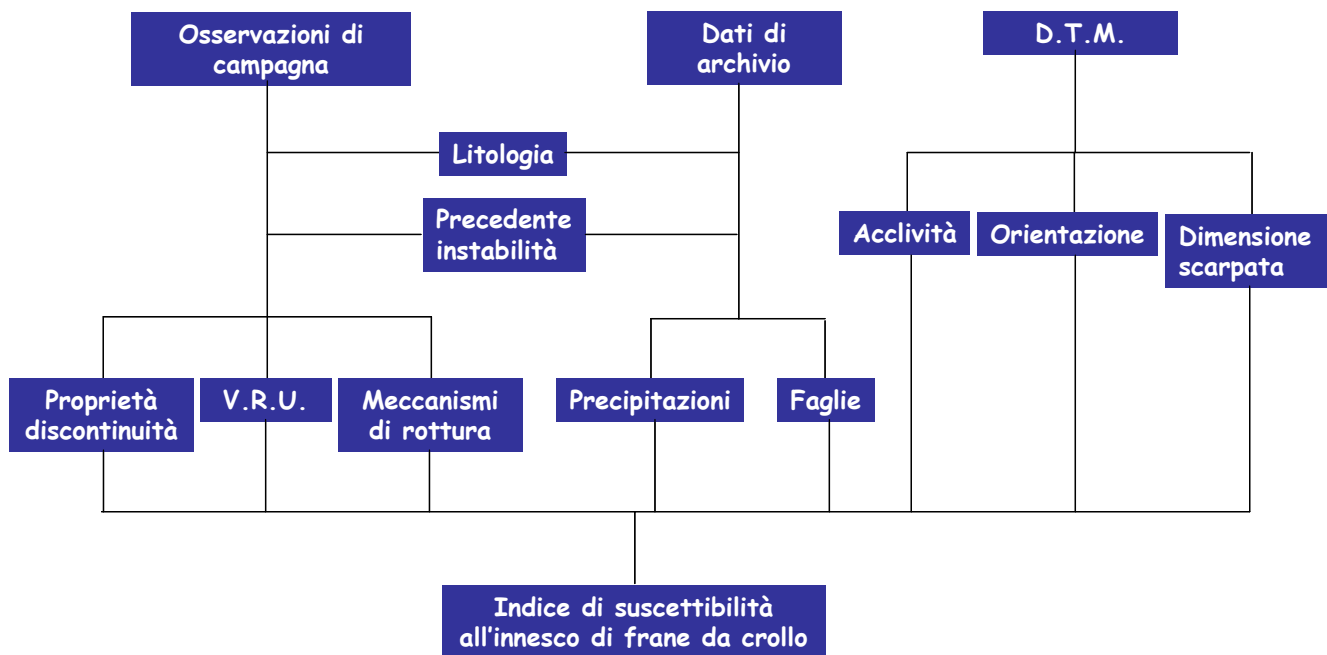 Osservazioni di
campagna
Dati di
archivio
D.T.M.
Litologia
Precedente
instabilità
Acclività
Orientazione
Dimensione
scarpata
Proprietà
discontinuità
V.R.U.
Meccanismi
di rottura
Precipitazioni
Faglie
Indice di suscettibilità
all'innesco di frane da crollo